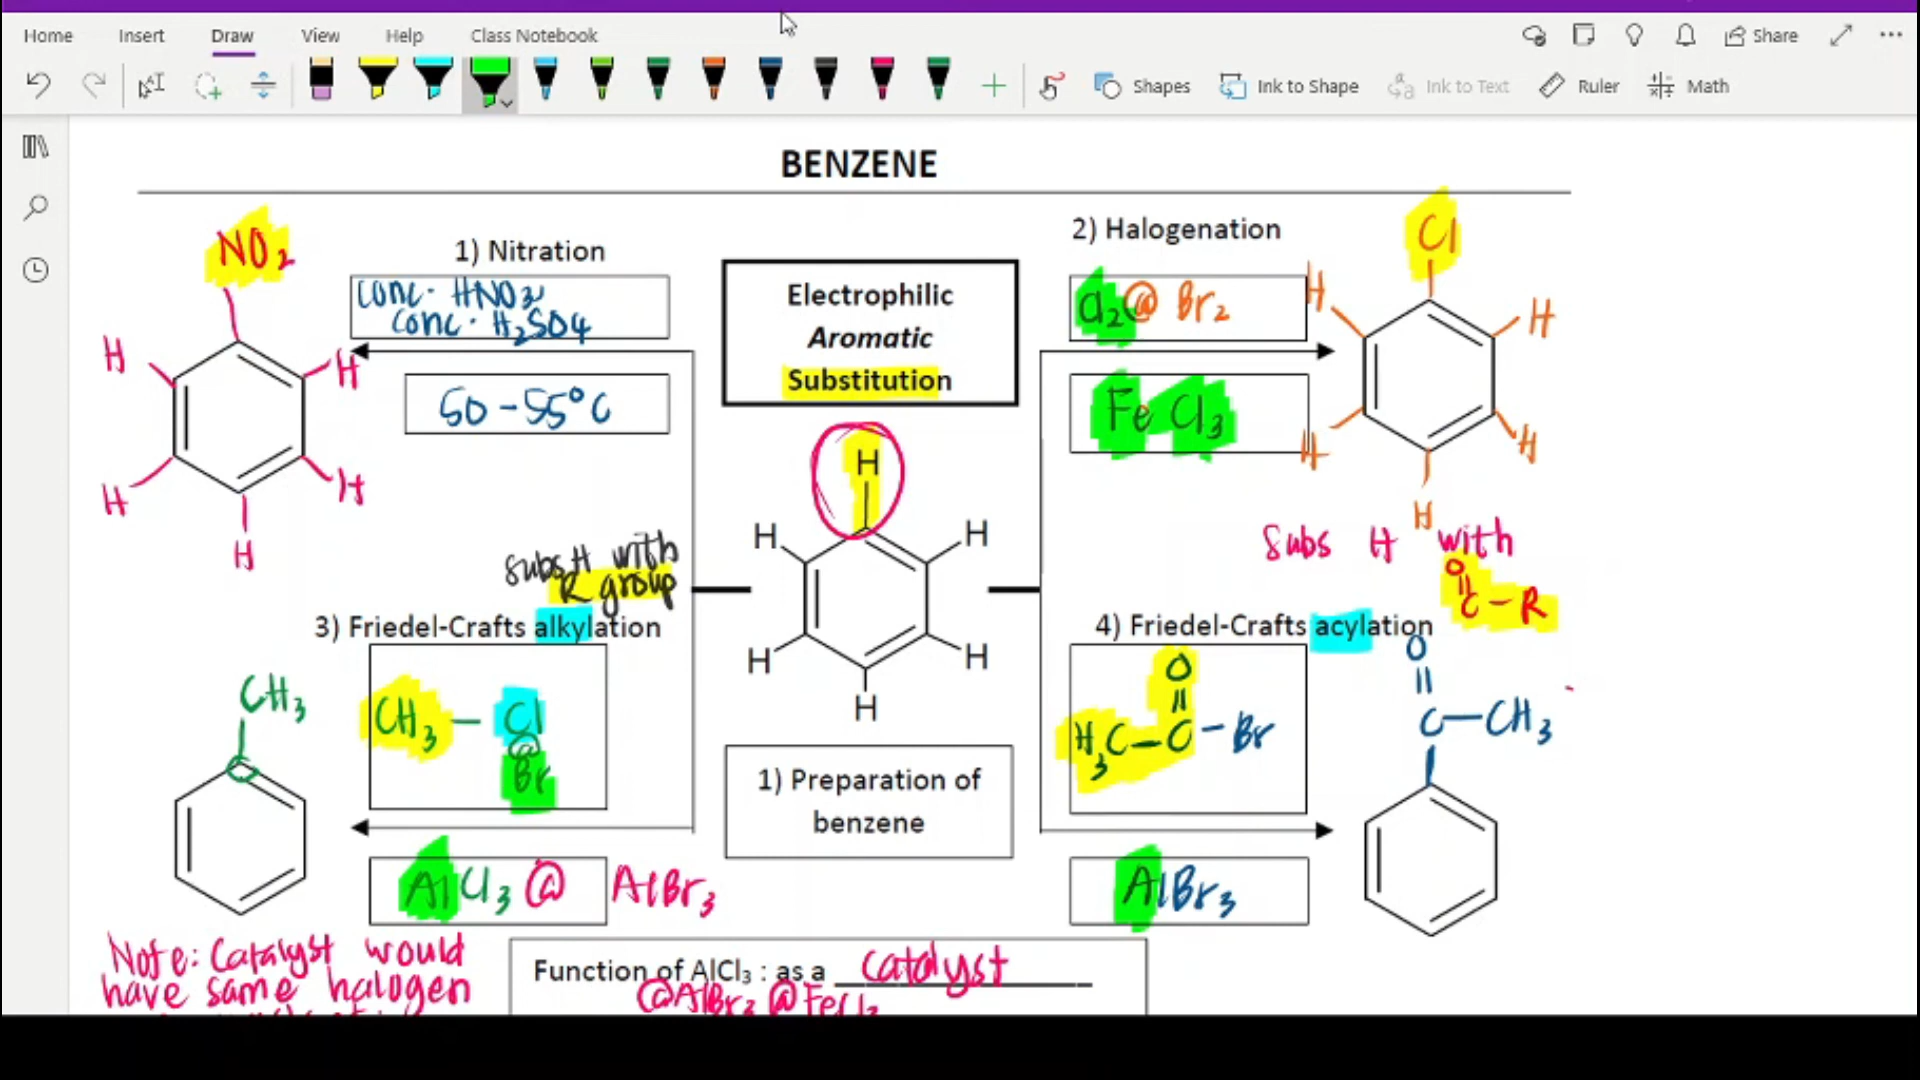 Home Insert Draw View Help Class Notebook Share
Shapes Ink to Shape Ink to Text Ruler Math
BENZENE
NO2
H
H
H
H
H
1) Nitration
Conc. HNO3
Conc. H2SO4
50-55°C
Electrophilic
Aromatic
Substitution
2) Halogenation
Cl2 @ Br2
FeCl3
Cl
H
H
H
H
H
H
H
H
H
H
H
Subs H with
R group
3) Friedel-Crafts alkylation
CH3 — Cl
@
Br
AlCl3 @ AlBr3
CH3
1) Preparation of
benzene
Subs H with
O
C-R
4) Friedel-Crafts acylation
O
H3C-C-Br
AlBr3
O
C-CH3
Note: Catalyst would
have same halogen
Function of AlCl3 : as a catalyst
@AlBr3 @FeCl3